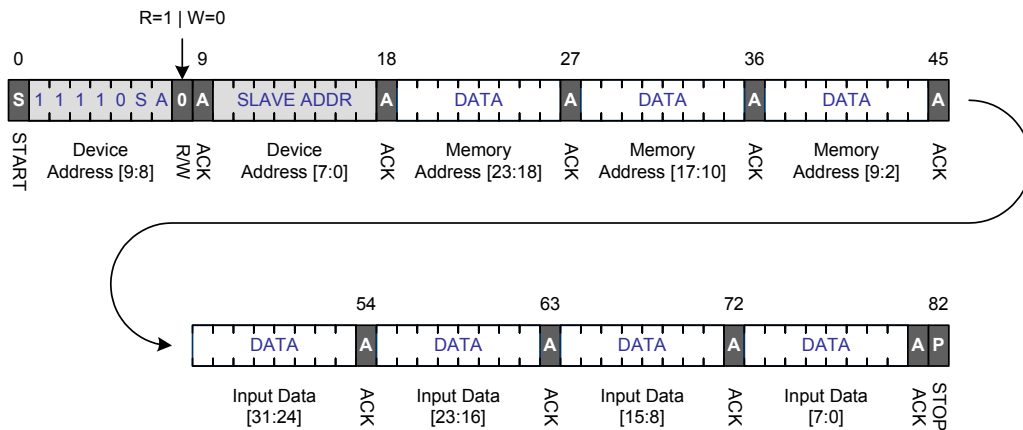 R=1 | W=0
0 9 18 27 36 45
S 1 1 1 1 0 S A 0 A SLAVE ADDR A DATA A DATA A DATA A
START Device Address [9:8] R/W ACK Device Address [7:0] ACK Memory Address [23:18] ACK Memory Address [17:10] ACK Memory Address [9:2] ACK
54 63 72 82
DATA A DATA A DATA A DATA A P
Input Data [31:24] ACK Input Data [23:16] ACK Input Data [15:8] ACK Input Data [7:0] ACK STOP